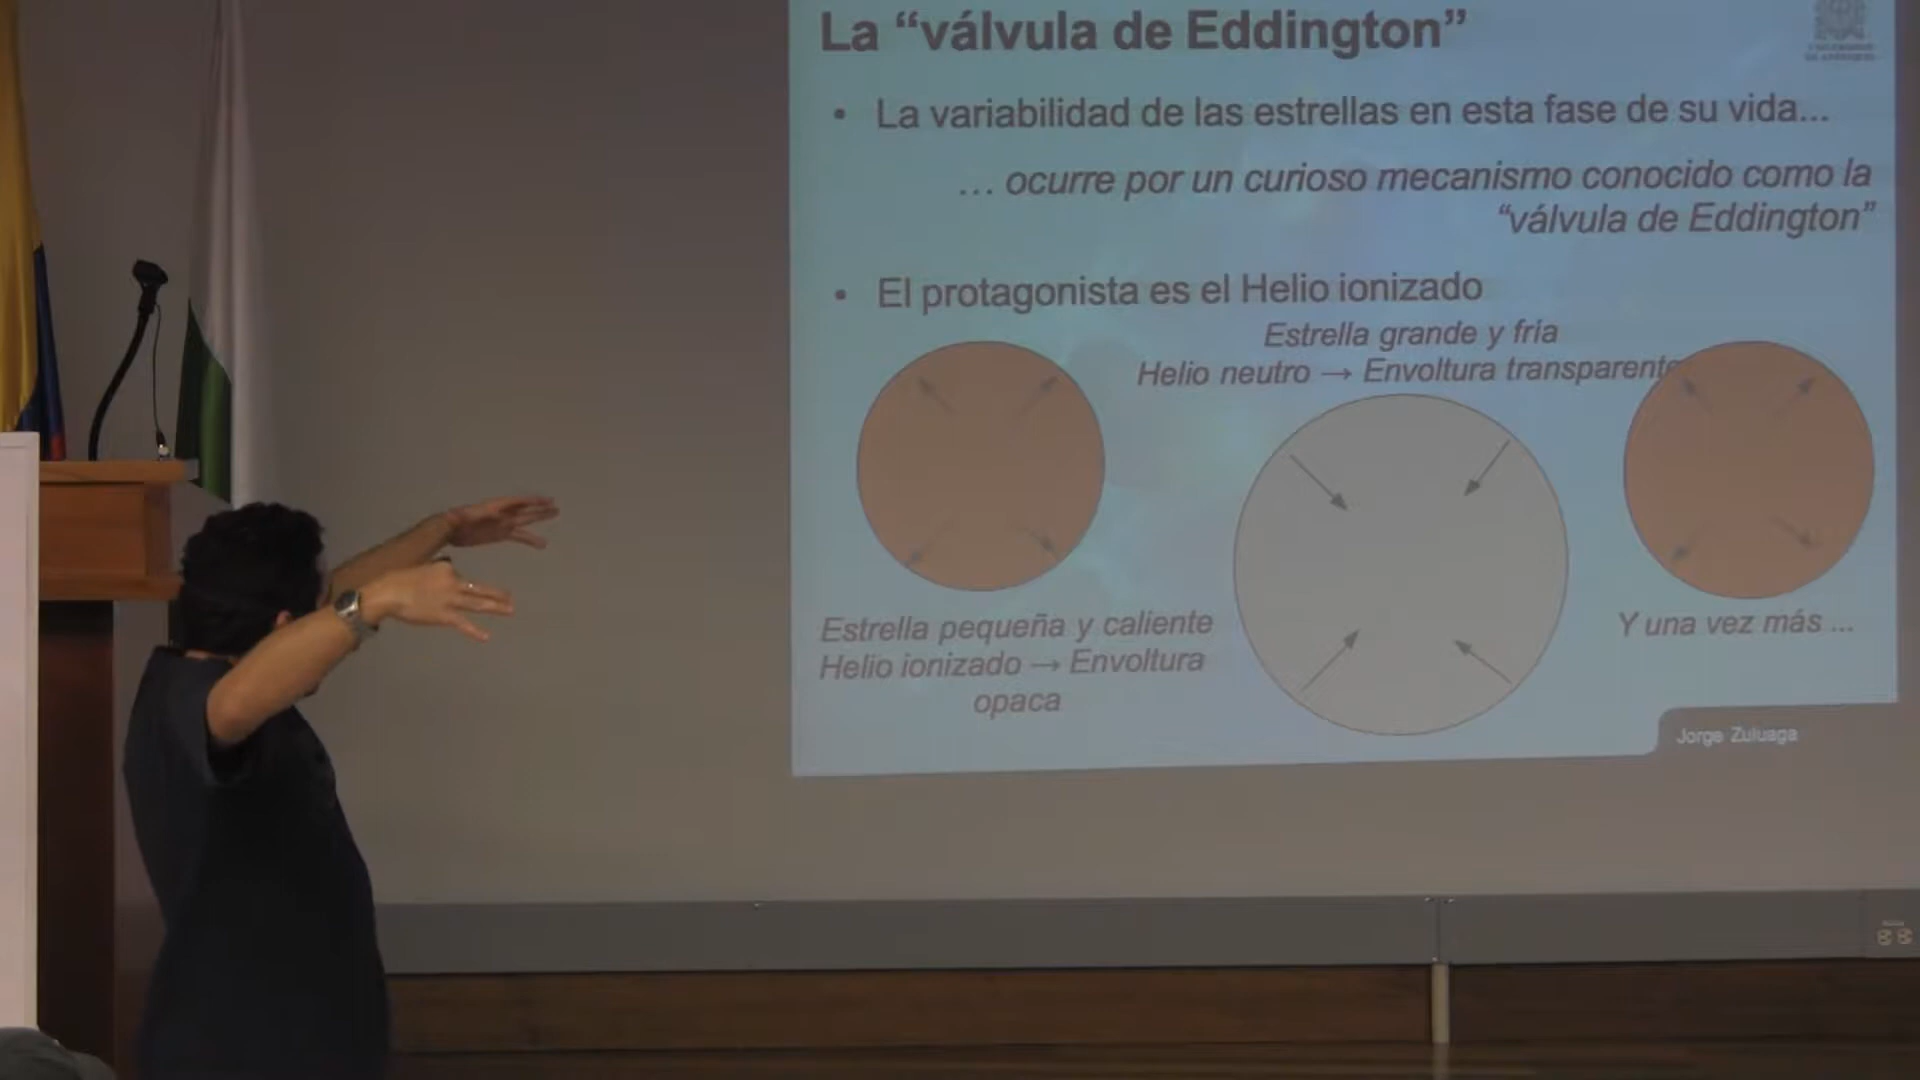 La “válvula de Eddington”
• La variabilidad de las estrellas en esta fase de su vida...
... ocurre por un curioso mecanismo conocido como la
“válvula de Eddington”
• El protagonista es el Helio ionizado
Estrella grande y fría
Helio neutro → Envoltura transparente
Estrella pequeña y caliente
Helio ionizado → Envoltura
opaca
Y una vez más ...
Jorge Zuluaga